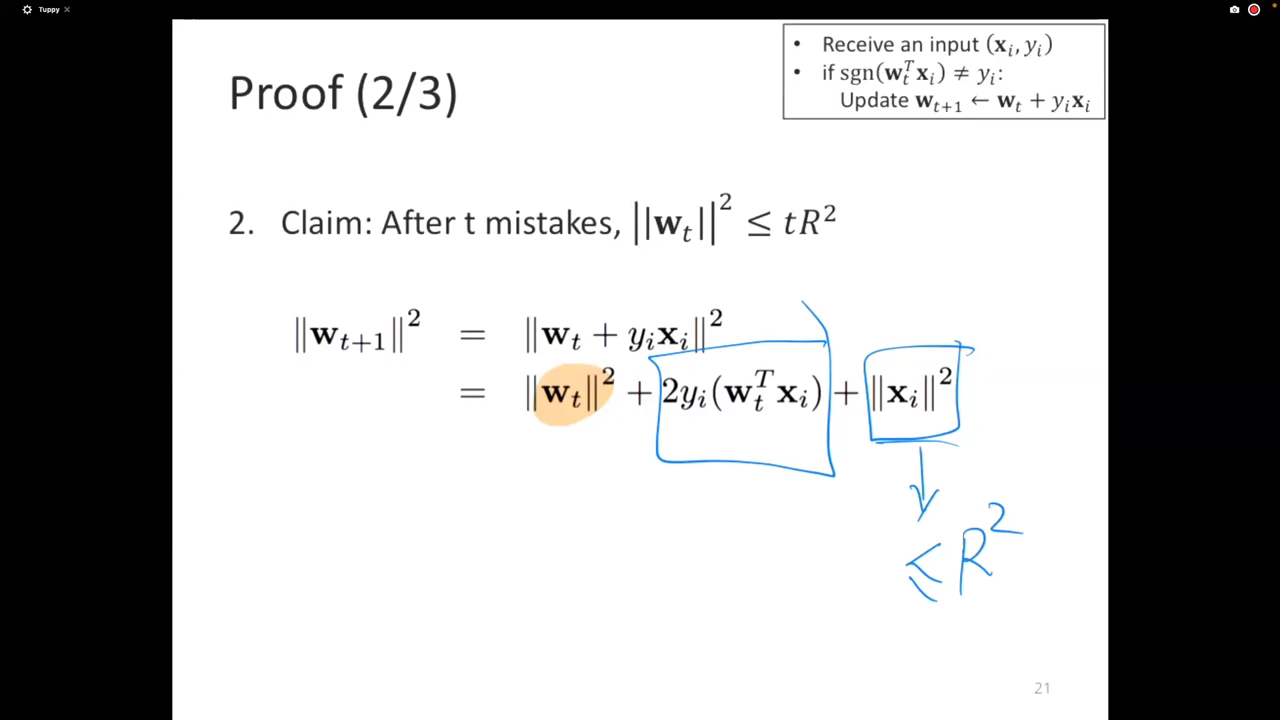 Tuppy ×
• Receive an input (𝐱ᵢ, yᵢ)
• if sgn(𝐰ₜᵀ𝐱ᵢ) ≠ yᵢ:
Update 𝐰ₜ₊₁ ← 𝐰ₜ + yᵢ𝐱ᵢ
Proof (2/3)
2. Claim: After t mistakes, ||𝐰ₜ||² ≤ tR²
‖𝐰ₜ₊₁‖² = ‖𝐰ₜ + yᵢ𝐱ᵢ‖²
= ‖𝐰ₜ‖² + 2yᵢ(𝐰ₜᵀ𝐱ᵢ) + ‖𝐱ᵢ‖²
≤ R²
21